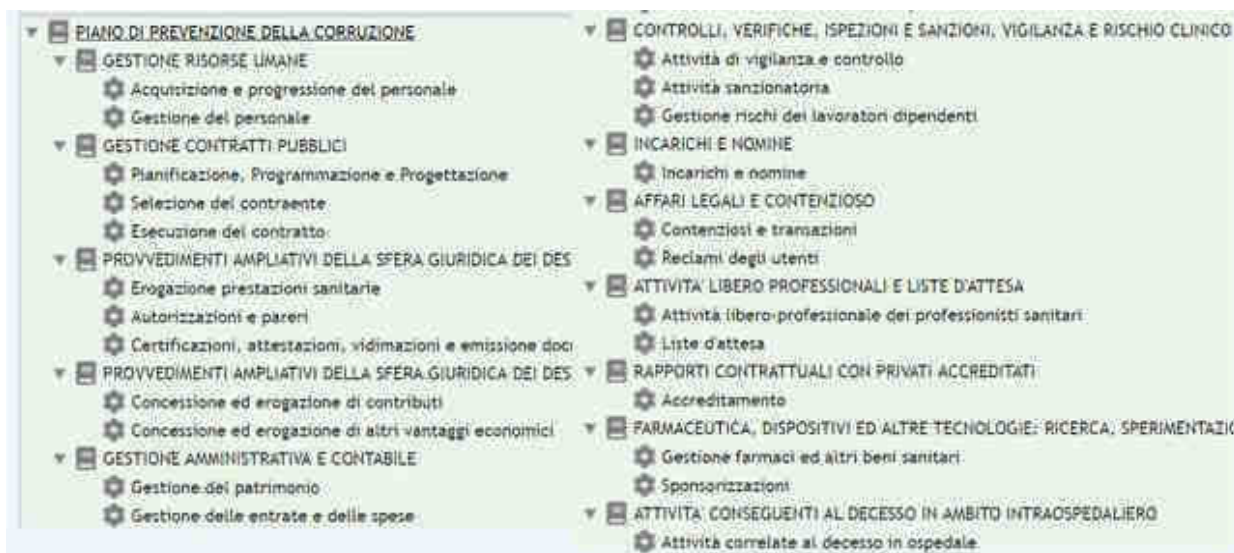 PIANO DI PREVENZIONE DELLA CORRUZIONE
GESTIONE RISORSE UMANE
Acquisizione e progressione del personale
Gestione del personale
GESTIONE CONTRATTI PUBBLICI
Pianificazione, Programmazione e Progettazione
Selezione del contraente
Esecuzione del contratto
PROVVEDIMENTI AMPLIATIVI DELLA SFERA GIURIDICA DEI DES
Erogazione prestazioni sanitarie
Autorizzazioni e pareri
Certificazioni, attestazioni, vidimazioni e emissione doc
PROVVEDIMENTI AMPLIATIVI DELLA SFERA GIURIDICA DEI DES
Concessione ed erogazione di contributi
Concessione ed erogazione di altri vantaggi economici
GESTIONE AMMINISTRATIVA E CONTABILE
Gestione del patrimonio
Gestione delle entrate e delle spese
CONTROLLI, VERIFICHE, ISPEZIONI E SANZIONI, VIGILANZA E RISCHIO CLINICO
Attività di vigilanza e controllo
Attività sanzionatoria
Gestione rischi dei lavoratori dipendenti
INCARICHI E NOMINE
Incarichi e nomine
AFFARI LEGALI E CONTENZIOSO
Contenziosi e transazioni
Reclami degli utenti
ATTIVITA' LIBERO PROFESSIONALI E LISTE D'ATTESA
Attività libero-professionale dei professionisti sanitari
Liste d'attesa
RAPPORTI CONTRATTUALI CON PRIVATI ACCREDITATI
Accreditamento
FARMACEUTICA, DISPOSITIVI ED ALTRE TECNOLOGIE: RICERCA, SPERIMENTAZIO
Gestione farmaci ed altri beni sanitari
Sponsorizzazioni
ATTIVITA' CONSEGUENTI AL DECESSO IN AMBITO INTRAOSPEDALIERO
Attività correlate al decesso in ospedale